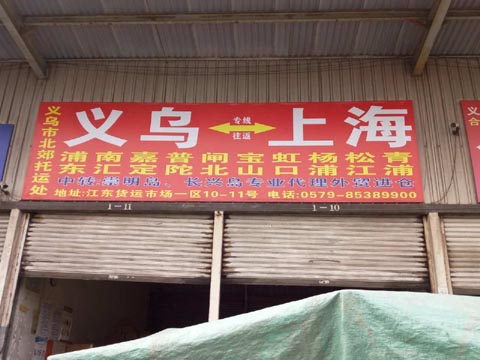 义乌市北郊托运处
义乌 专线往返 上海
浦南嘉普闸宝虹杨松青
东汇定陀北山口浦江浦
中转:崇明岛、长兴岛专业代理外贸进仓
地址:江东货运市场一区10-11号 电话:0579-85389900
1-11 1-10